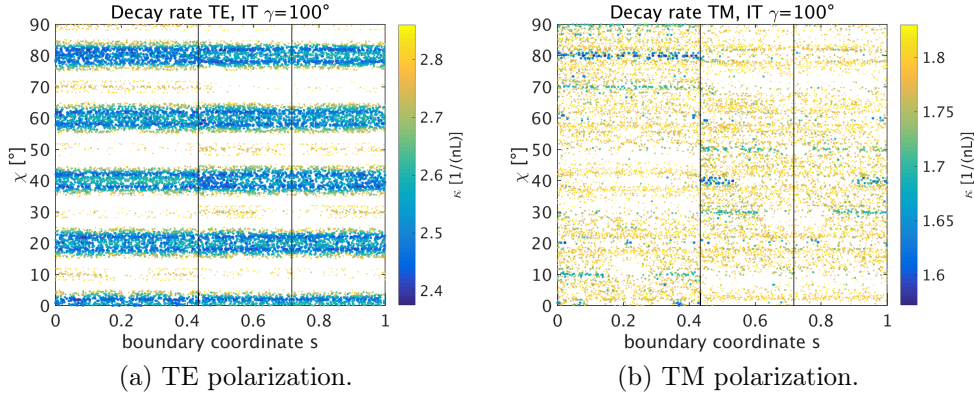 Decay rate TE, IT γ=100°
90
80
70
60
50
40
30
20
10
0
χ [°]
0 0.2 0.4 0.6 0.8 1
boundary coordinate s
2.8
2.7
2.6
2.5
2.4
κ [1/(nL)]
(a) TE polarization.
Decay rate TM, IT γ=100°
90
80
70
60
50
40
30
20
10
0
χ [°]
0 0.2 0.4 0.6 0.8 1
boundary coordinate s
1.8
1.75
1.7
1.65
1.6
κ [1/(nL)]
(b) TM polarization.